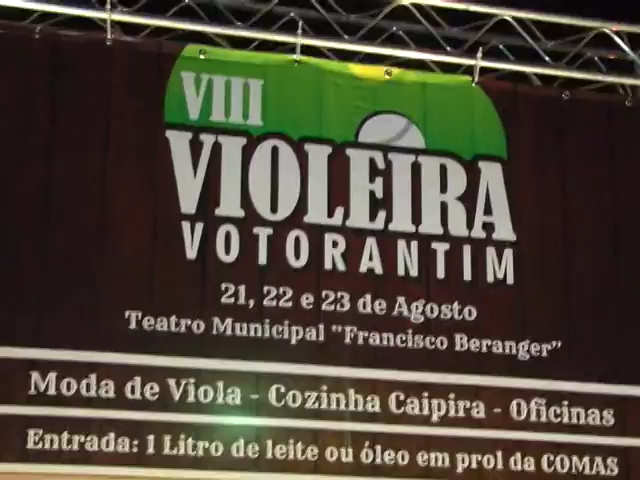 VIII
VIOLEIRA
VOTORANTIM
21, 22 e 23 de Agosto
Teatro Municipal "Francisco Beranger"
Moda de Viola - Cozinha Caipira - Oficinas
Entrada: 1 Litro de leite ou óleo em prol da COMAS